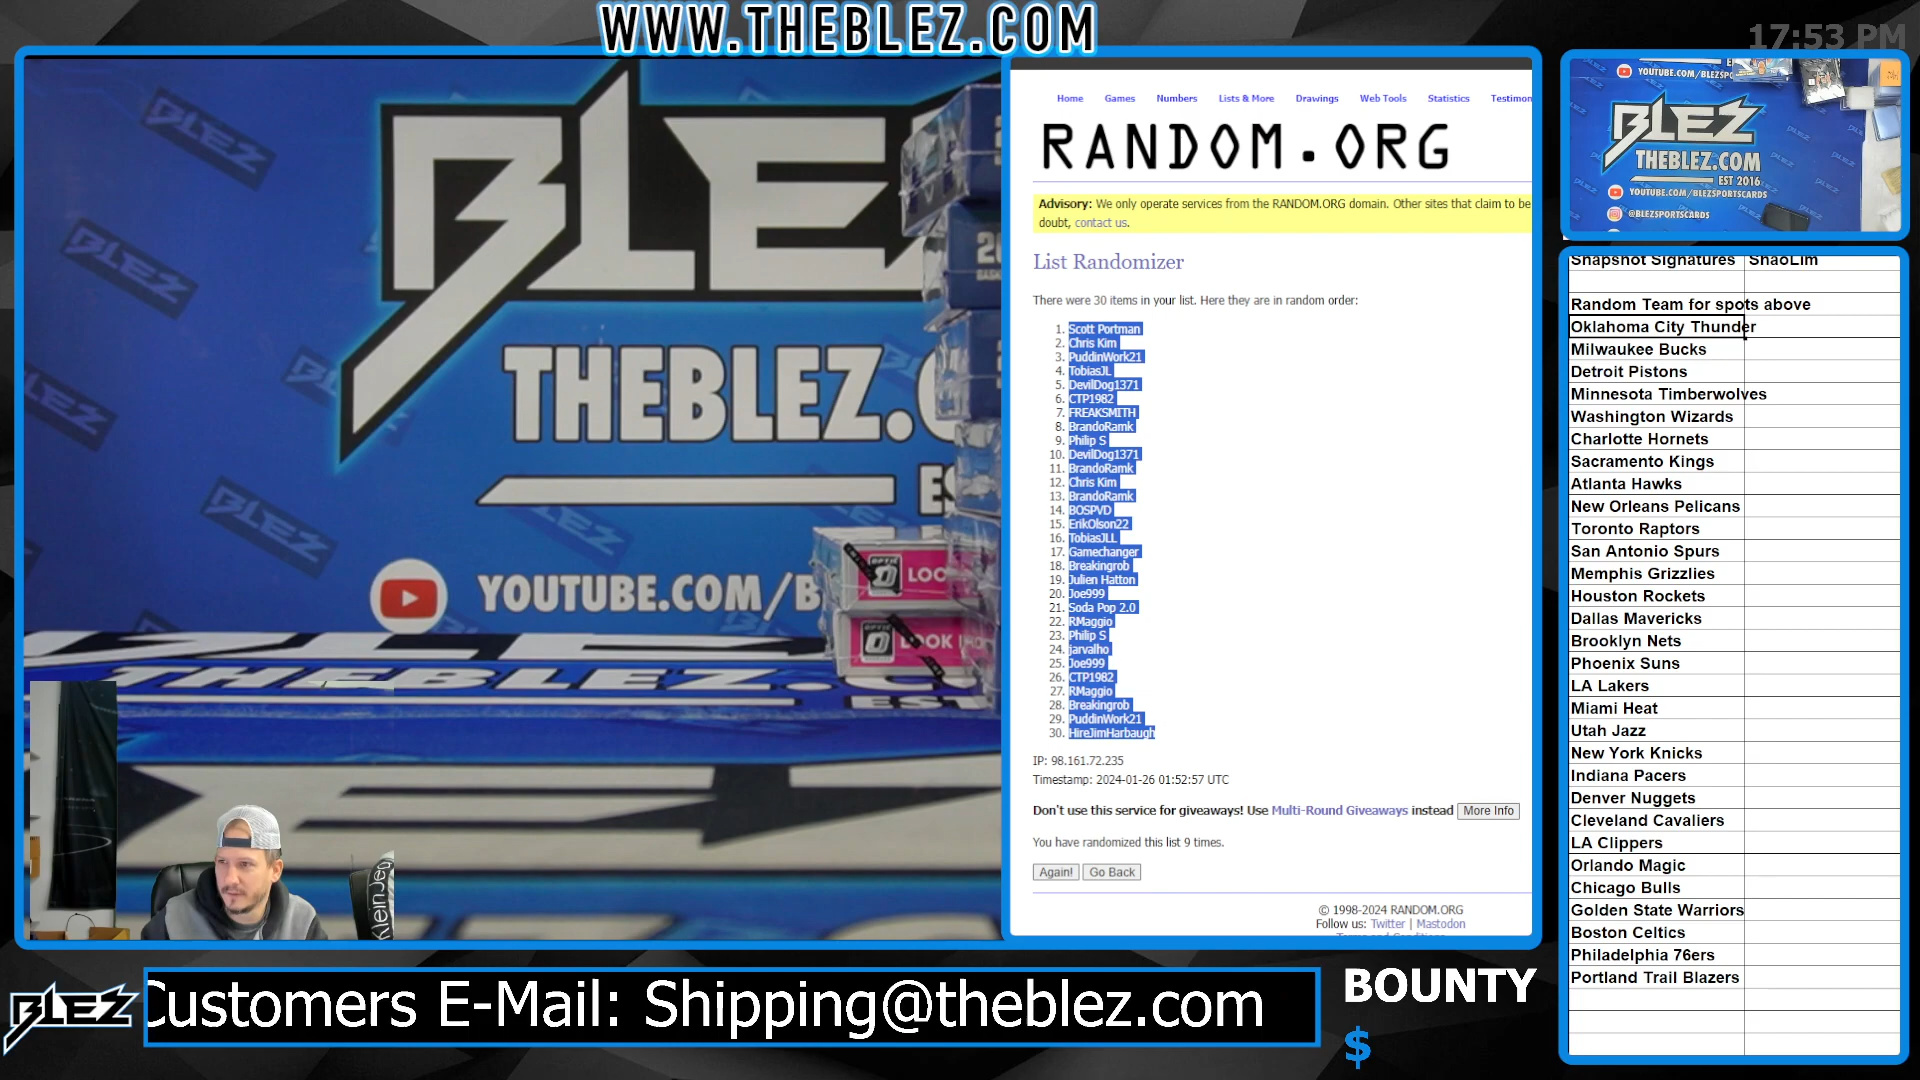 WWW.THEBLEZ.COM
17:53 PM
BLEZ
THEBLEZ.C
ES
YOUTUBE.COM/B
THEBLEZ.C
KleinJeg
Home Games Numbers Lists & More Drawings Web Tools Statistics Testimon
RANDOM.ORG
Advisory: We only operate services from the RANDOM.ORG domain. Other sites that claim to be
doubt, contact us.
List Randomizer
There were 30 items in your list. Here they are in random order:
1. Scott Portman
2. Chris Kim
3. PuddinWork21
4. TobiasJL
5. DevilDog1371
6. CTP1982
7. FREAKSMITH
8. BrandoRamk
9. Philip S
10. DevilDog1371
11. BrandoRamk
12. Chris Kim
13. BrandoRamk
14. BOSPVD
15. ErikOlson22
16. TobiasJLL
17. Gamechanger
18. Breakingrob
19. Julien Hatton
20. Joe999
21. Soda Pop 2.0
22. RMaggio
23. Philip S
24. jarvalho
25. Joe999
26. CTP1982
27. RMaggio
28. Breakingrob
29. PuddinWork21
30. HireJimHarbaugh
IP: 98.161.72.235
Timestamp: 2024-01-26 01:52:57 UTC
Don't use this service for giveaways! Use Multi-Round Giveaways instead More Info
You have randomized this list 9 times.
Again! Go Back
© 1998-2024 RANDOM.ORG
Follow us: Twitter | Mastodon
YOUTUBE.COM/BLEZSPO
BLEZ
THEBLEZ.COM
EST 2016
YOUTUBE.COM/BLEZSPORTSCARDS
@BLEZSPORTSCARDS
Snapshot Signatures ShaoLim
Random Team for spots above
Oklahoma City Thunder
Milwaukee Bucks
Detroit Pistons
Minnesota Timberwolves
Washington Wizards
Charlotte Hornets
Sacramento Kings
Atlanta Hawks
New Orleans Pelicans
Toronto Raptors
San Antonio Spurs
Memphis Grizzlies
Houston Rockets
Dallas Mavericks
Brooklyn Nets
Phoenix Suns
LA Lakers
Miami Heat
Utah Jazz
New York Knicks
Indiana Pacers
Denver Nuggets
Cleveland Cavaliers
LA Clippers
Orlando Magic
Chicago Bulls
Golden State Warriors
Boston Celtics
Philadelphia 76ers
Portland Trail Blazers
BLEZ
Customers E-Mail: Shipping@theblez.com
BOUNTY
$